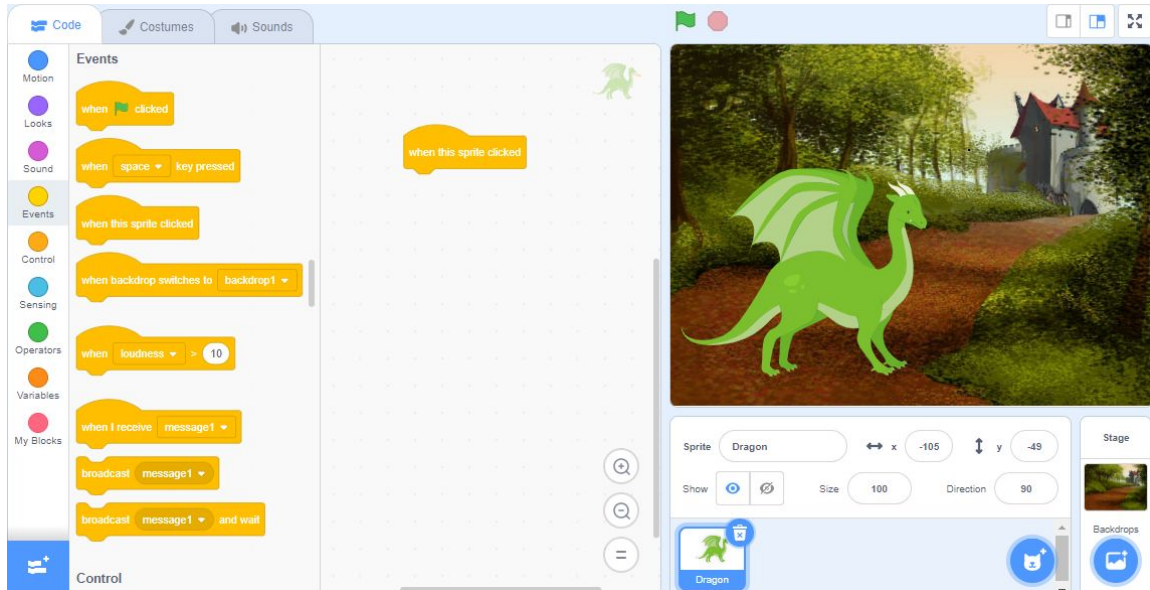 Code
Costumes
Sounds
Motion
Looks
Sound
Events
Control
Sensing
Operators
Variables
My Blocks
Events
when clicked
when space key pressed
when this sprite clicked
when backdrop switches to backdrop1
when loudness > 10
when I receive message1
broadcast message1
broadcast message1 and wait
Control
when this sprite clicked
Sprite Dragon x -105 y -49
Show Size 100 Direction 90
Dragon
Stage
Backdrops